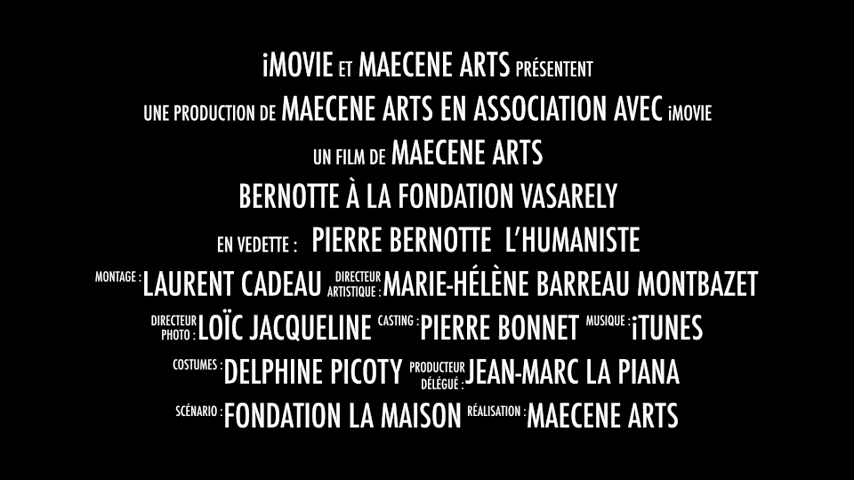 iMOVIE ET MAECENE ARTS PRÉSENTENT
UNE PRODUCTION DE MAECENE ARTS EN ASSOCIATION AVEC iMOVIE
UN FILM DE MAECENE ARTS
BERNOTTE À LA FONDATION VASARELY
EN VEDETTE : PIERRE BERNOTTE L'HUMANISTE
MONTAGE : LAURENT CADEAU DIRECTEUR ARTISTIQUE : MARIE-HÉLÈNE BARREAU MONTBAZET
DIRECTEUR PHOTO : LOÏC JACQUELINE CASTING : PIERRE BONNET MUSIQUE : iTUNES
COSTUMES : DELPHINE PICOTY PRODUCTEUR DÉLÉGUÉ : JEAN-MARC LA PIANA
SCÉNARIO : FONDATION LA MAISON RÉALISATION : MAECENE ARTS